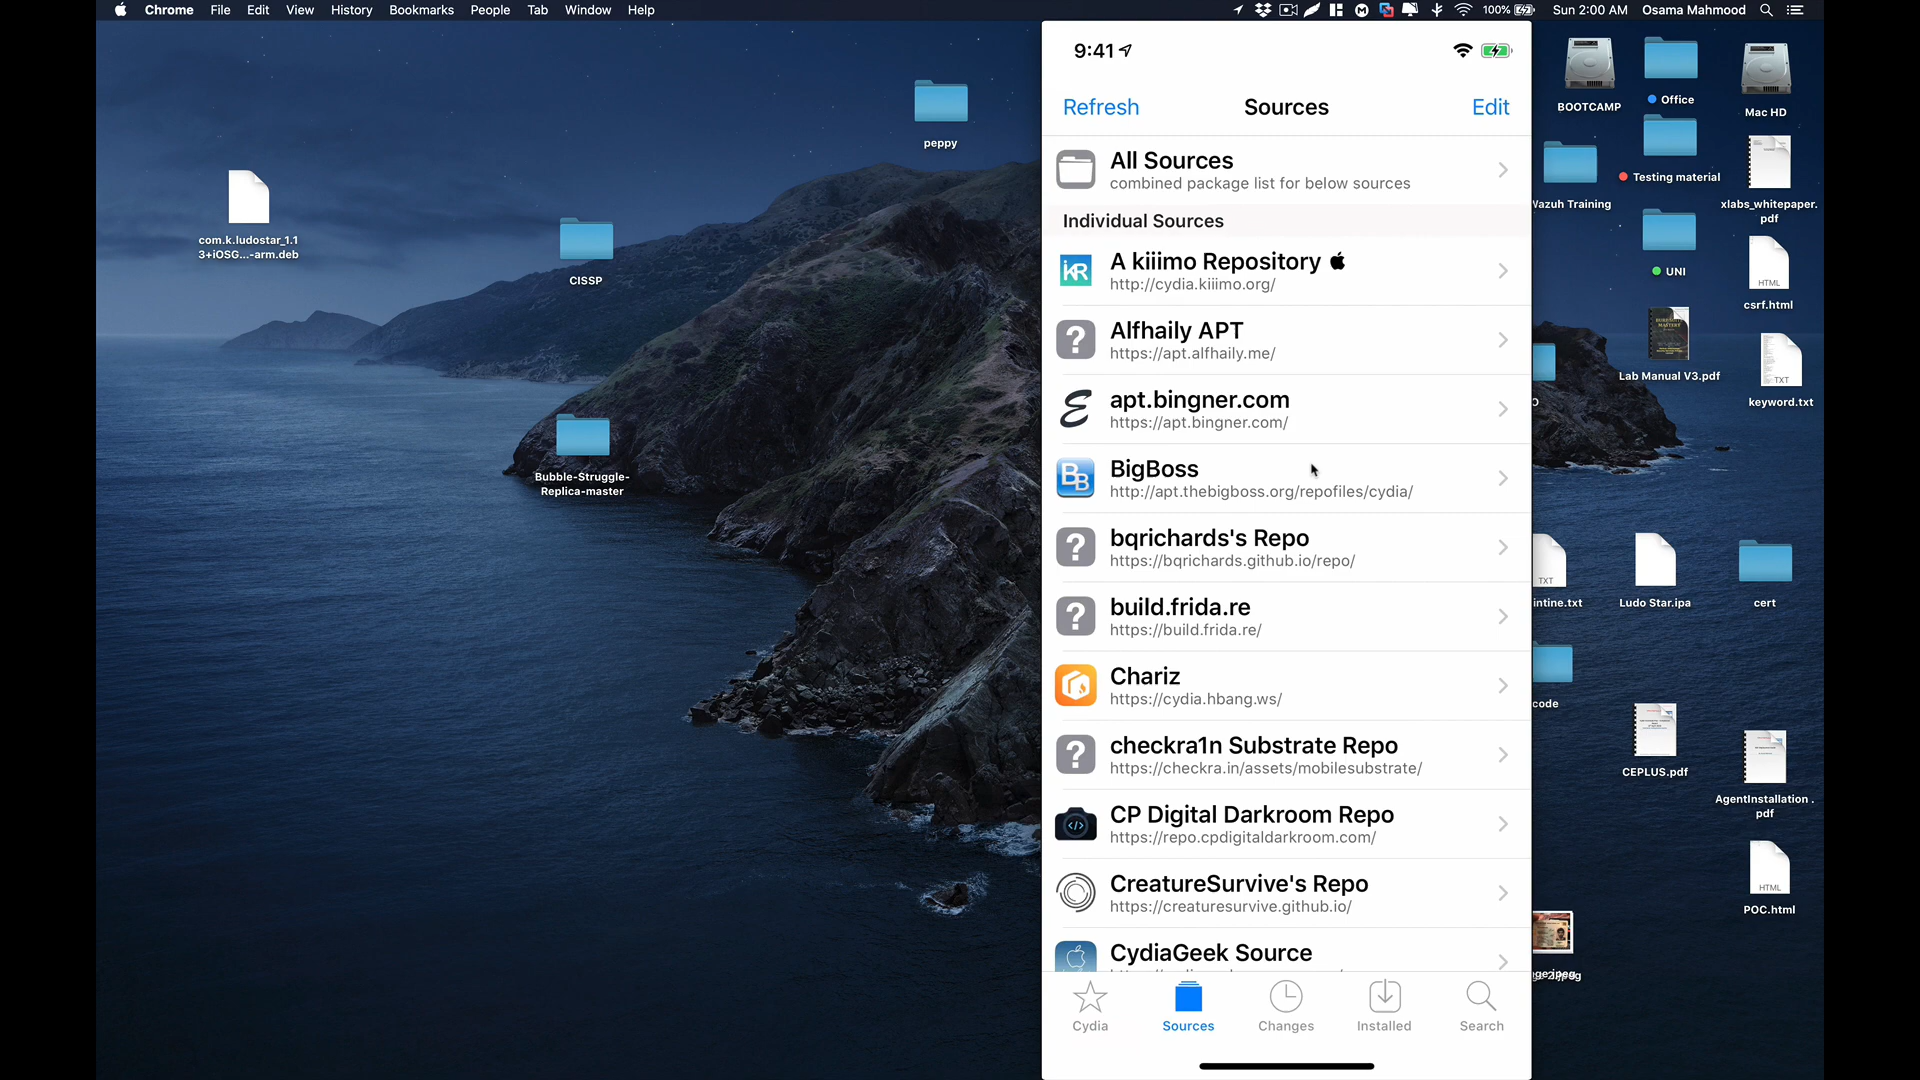 Chrome File Edit View History Bookmarks People Tab Window Help
100% Sun 2:00 AM Osama Mahmood
peppy
com.k.ludostar_1.1
3+iOSG...-arm.deb
CISSP
Bubble-Struggle-
Replica-master
9:41
Refresh Sources Edit
All Sources
combined package list for below sources
Individual Sources
A kiiimo Repository
http://cydia.kiiimo.org/
Alfhaily APT
https://apt.alfhaily.me/
apt.bingner.com
https://apt.bingner.com/
BigBoss
http://apt.thebigboss.org/repofiles/cydia/
bqrichards's Repo
https://bqrichards.github.io/repo/
build.frida.re
https://build.frida.re/
Chariz
https://cydia.hbang.ws/
checkra1n Substrate Repo
https://checkra.in/assets/mobilesubstrate/
CP Digital Darkroom Repo
https://repo.cpdigitaldarkroom.com/
CreatureSurvive's Repo
https://creaturesurvive.github.io/
CydiaGeek Source
Cydia Sources Changes Installed Search
BOOTCAMP
Office
Mac HD
Wazuh Training
Testing material
xlabs_whitepaper.
pdf
UNI
HTML
csrf.html
Lab Manual V3.pdf
TXT
keyword.txt
TXT
intine.txt
Ludo Star.ipa
cert
code
CEPLUS.pdf
AgentInstallation .
pdf
HTML
POC.html